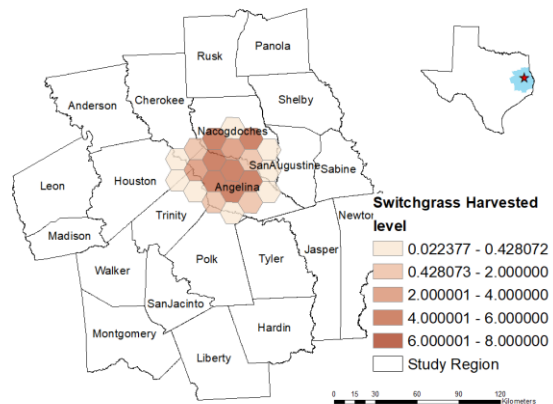 Panola
Rusk
Anderson
Cherokee
Shelby
Nacogdoches
SanAugustine
Sabine
Leon
Houston
Angelina
Switchgrass Harvested
level
Trinity
Newton
Madison
0.022377 - 0.428072
Walker
Polk
Tyler
Jasper
0.428073 - 2.000000
2.000001 - 4.000000
SanJacinto
4.000001 - 6.000000
Montgomery
Hardin
6.000001 - 8.000000
Liberty
Study Region
0 15 30 60 90 120
Kilometers